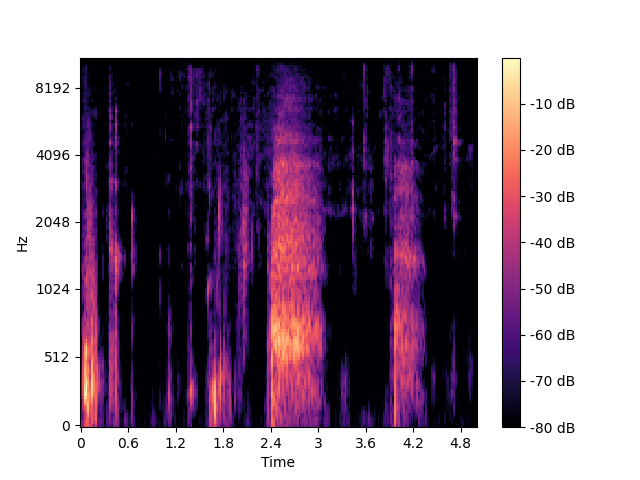 8192
4096
2048
1024
512
0
Hz
0 0.6 1.2 1.8 2.4 3 3.6 4.2 4.8
Time
-10 dB
-20 dB
-30 dB
-40 dB
-50 dB
-60 dB
-70 dB
-80 dB